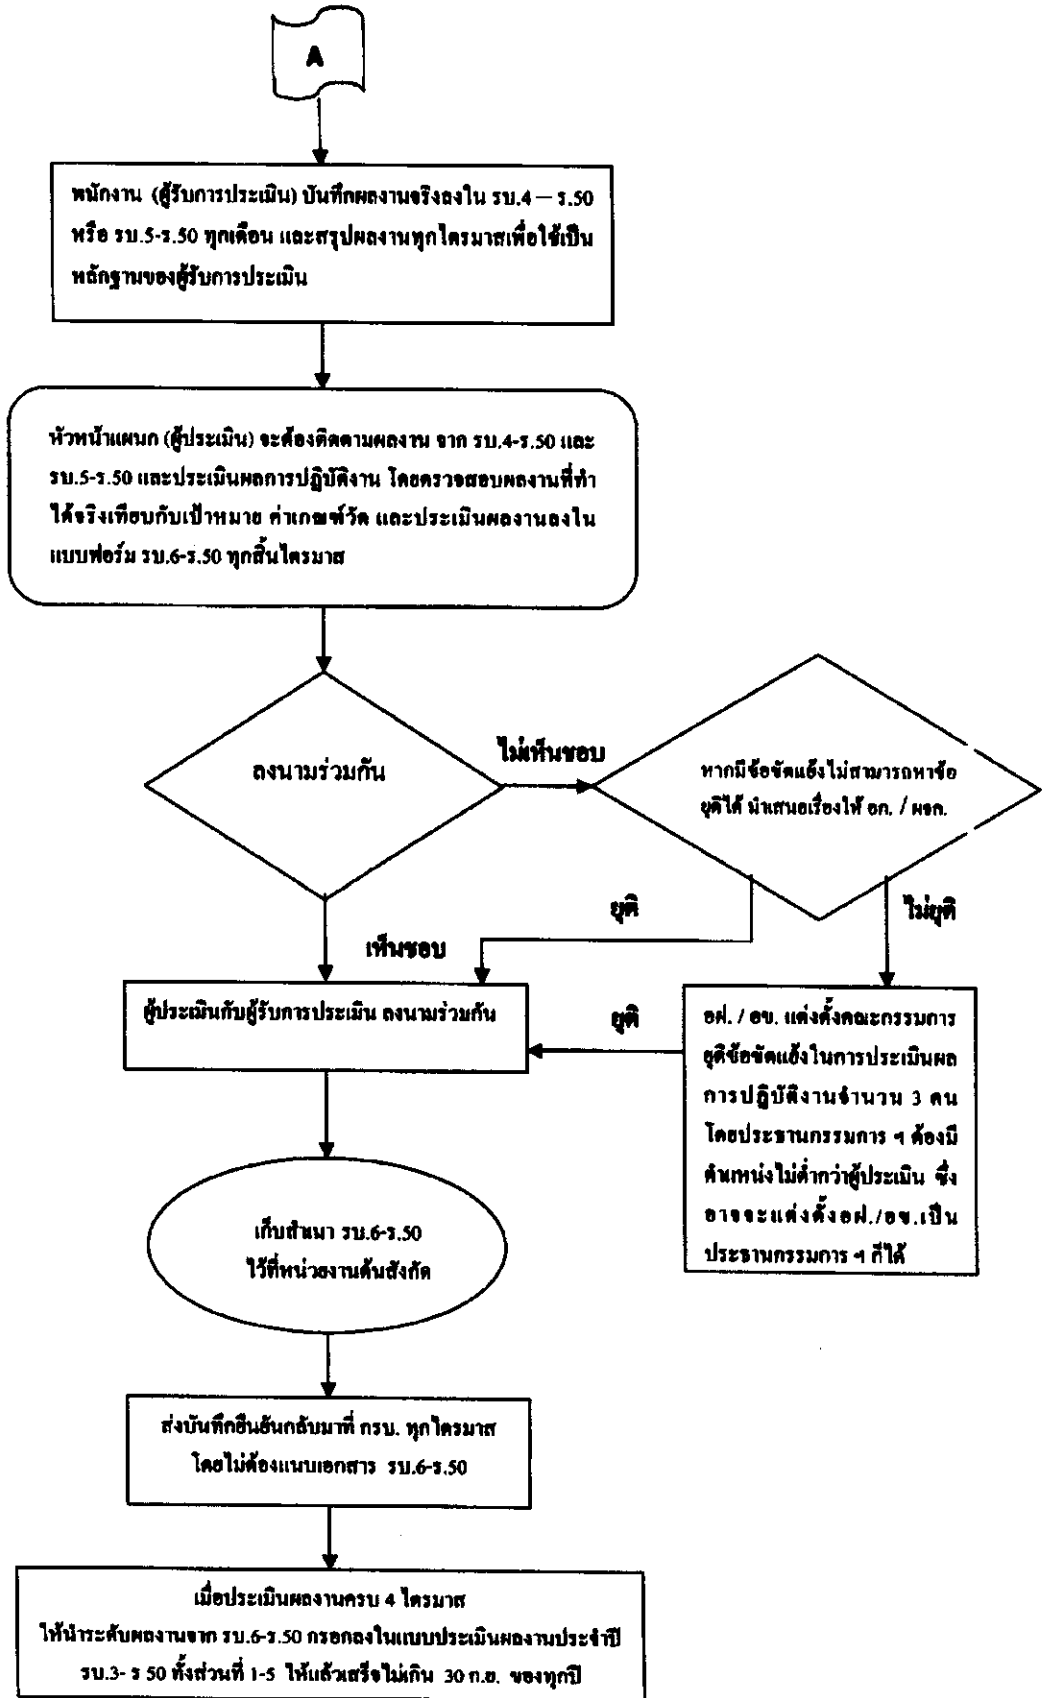 A
พนักงาน (ผู้รับการประเมิน) บันทึกผลงานจริงลงใน รบ.4 – ร.50
หรือ รบ.5-ร.50 ทุกเดือน และสรุปผลงานทุกไตรมาสเพื่อใช้เป็น
หลักฐานของผู้รับการประเมิน
หัวหน้าแผนก (ผู้ประเมิน) จะต้องติดตามผลงาน จาก รบ.4-ร.50 และ
รบ.5-ร.50 และประเมินผลการปฏิบัติงาน โดยตรวจสอบผลงานที่ทำ
ได้จริงเทียบกับเป้าหมาย ค่าเกณฑ์วัด และประเมินผลงานลงใน
แบบฟอร์ม รบ.6-ร.50 ทุกสิ้นไตรมาส
ลงนามร่วมกัน
ไม่เห็นชอบ
หากมีข้อขัดแย้งไม่สามารถหาข้อ
ยุติได้ นำเสนอเรื่องให้ อก. / ผจก.
เห็นชอบ
ยุติ
ไม่ยุติ
ผู้ประเมินกับผู้รับการประเมิน ลงนามร่วมกัน
ยุติ
อฝ. / อข. แต่งตั้งคณะกรรมการ
ยุติข้อขัดแย้งในการประเมินผล
การปฏิบัติงานจำนวน 3 คน
โดยประธานกรรมการ ฯ ต้องมี
ตำแหน่งไม่ต่ำกว่าผู้ประเมิน ซึ่ง
อาจจะแต่งตั้งอฝ./อข.เป็น
ประธานกรรมการ ฯ ก็ได้
เก็บสำเนา รบ.6-ร.50
ไว้ที่หน่วยงานต้นสังกัด
ส่งบันทึกยืนยันกลับมาที่ กรบ. ทุกไตรมาส
โดยไม่ต้องแนบเอกสาร รบ.6-ร.50
เมื่อประเมินผลงานครบ 4 ไตรมาส
ให้นำระดับผลงานจาก รบ.6-ร.50 กรอกลงในแบบประเมินผลงานประจำปี
รบ.3- ร 50 ทั้งส่วนที่ 1-5 ให้แล้วเสร็จไม่เกิน 30 ก.ย. ของทุกปี